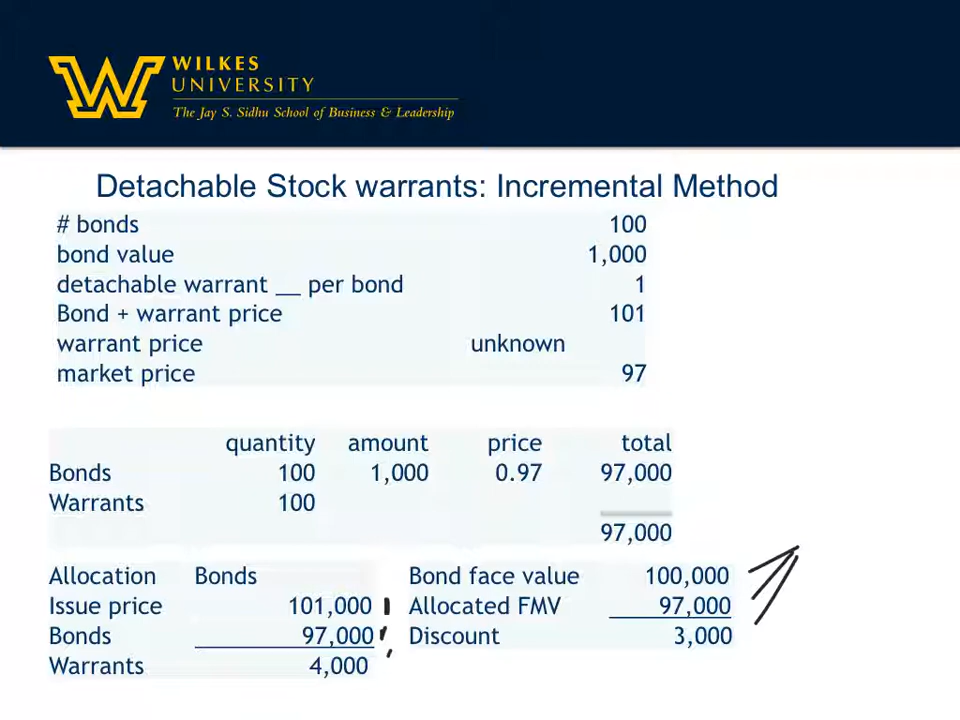 WILKES
UNIVERSITY
The Jay S. Sidhu School of Business & Leadership
Detachable Stock warrants: Incremental Method
# bonds 100
bond value 1,000
detachable warrant __ per bond 1
Bond + warrant price 101
warrant price unknown
market price 97
quantity amount price total
Bonds 100 1,000 0.97 97,000
Warrants 100
97,000
Allocation Bonds Bond face value 100,000
Issue price 101,000 Allocated FMV 97,000
Bonds 97,000 Discount 3,000
Warrants 4,000